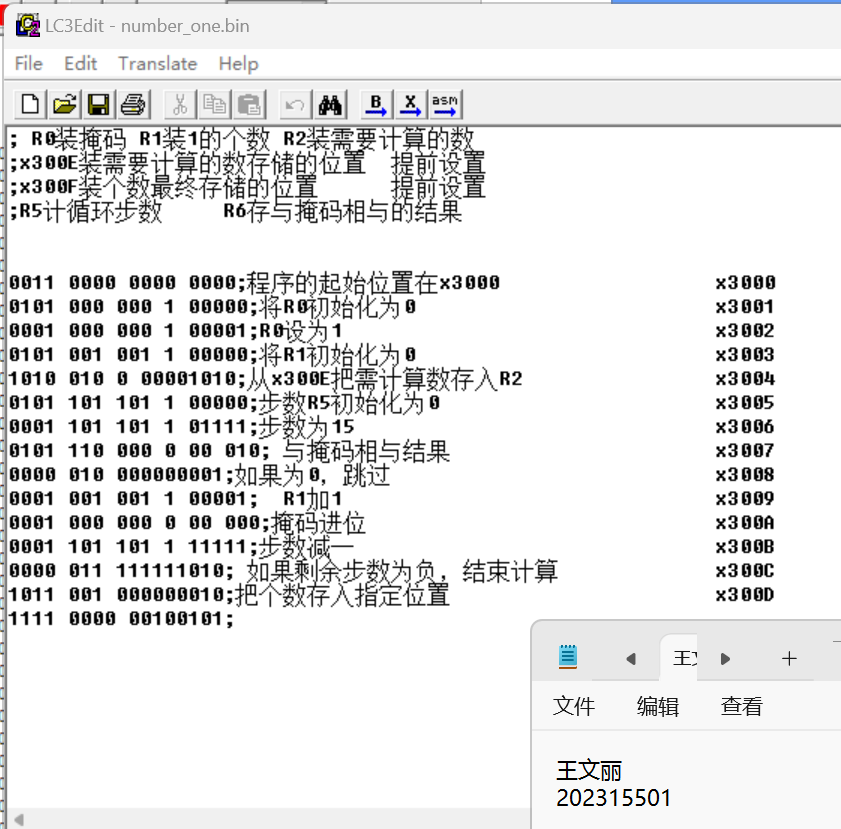 LC3Edit - number_one.bin
File Edit Translate Help
B X asm
; R0装掩码 R1装1的个数 R2装需要计算的数
;x300E装需要计算的数存储的位置 提前设置
;x300F装个数最终存储的位置 提前设置
;R5计循环步数 R6存与掩码相与的结果
0011 0000 0000 0000;程序的起始位置在x3000 x3000
0101 000 000 1 00000;将R0初始化为0 x3001
0001 000 000 1 00001;R0设为1 x3002
0101 001 001 1 00000;将R1初始化为0 x3003
1010 010 0 00001010;从x300E把需计算数存入R2 x3004
0101 101 101 1 00000;步数R5初始化为0 x3005
0001 101 101 1 01111;步数为15 x3006
0101 110 000 0 00 010; 与掩码相与结果 x3007
0000 010 000000001;如果为0，跳过 x3008
0001 001 001 1 00001; R1加1 x3009
0001 000 000 0 00 000;掩码进位 x300A
0001 101 101 1 11111;步数减一 x300B
0000 011 111111010; 如果剩余步数为负，结束计算 x300C
1011 001 000000010;把个数存入指定位置 x300D
1111 0000 00100101;
文件 编辑 查看
王文丽
202315501